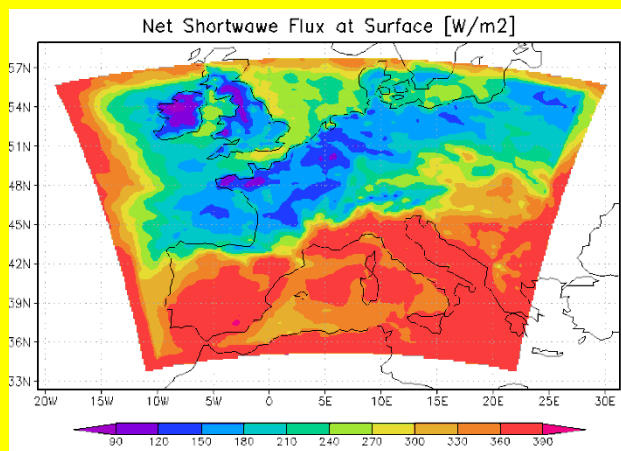 Net Shortwawe Flux at Surface [W/m2]
57N
54N
51N
48N
45N
42N
39N
36N
33N
20W 15W 10W 5W 0 5E 10E 15E 20E 25E 30E
90 120 150 180 210 240 270 300 330 360 390